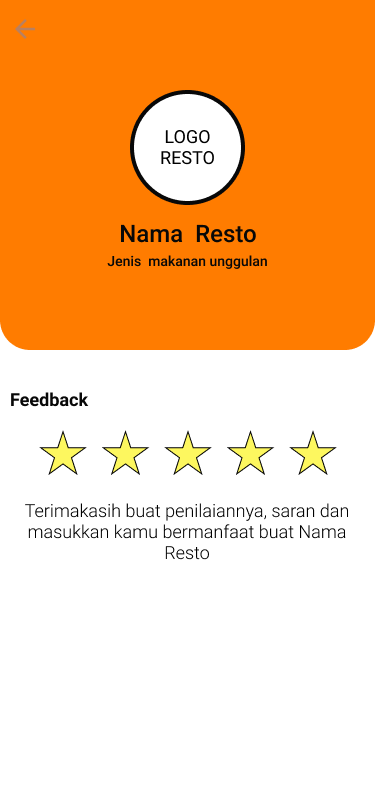 LOGO
RESTO
Nama Resto
Jenis makanan unggulan
Feedback
Terimakasih buat penilaiannya, saran dan
masukkan kamu bermanfaat buat Nama
Resto